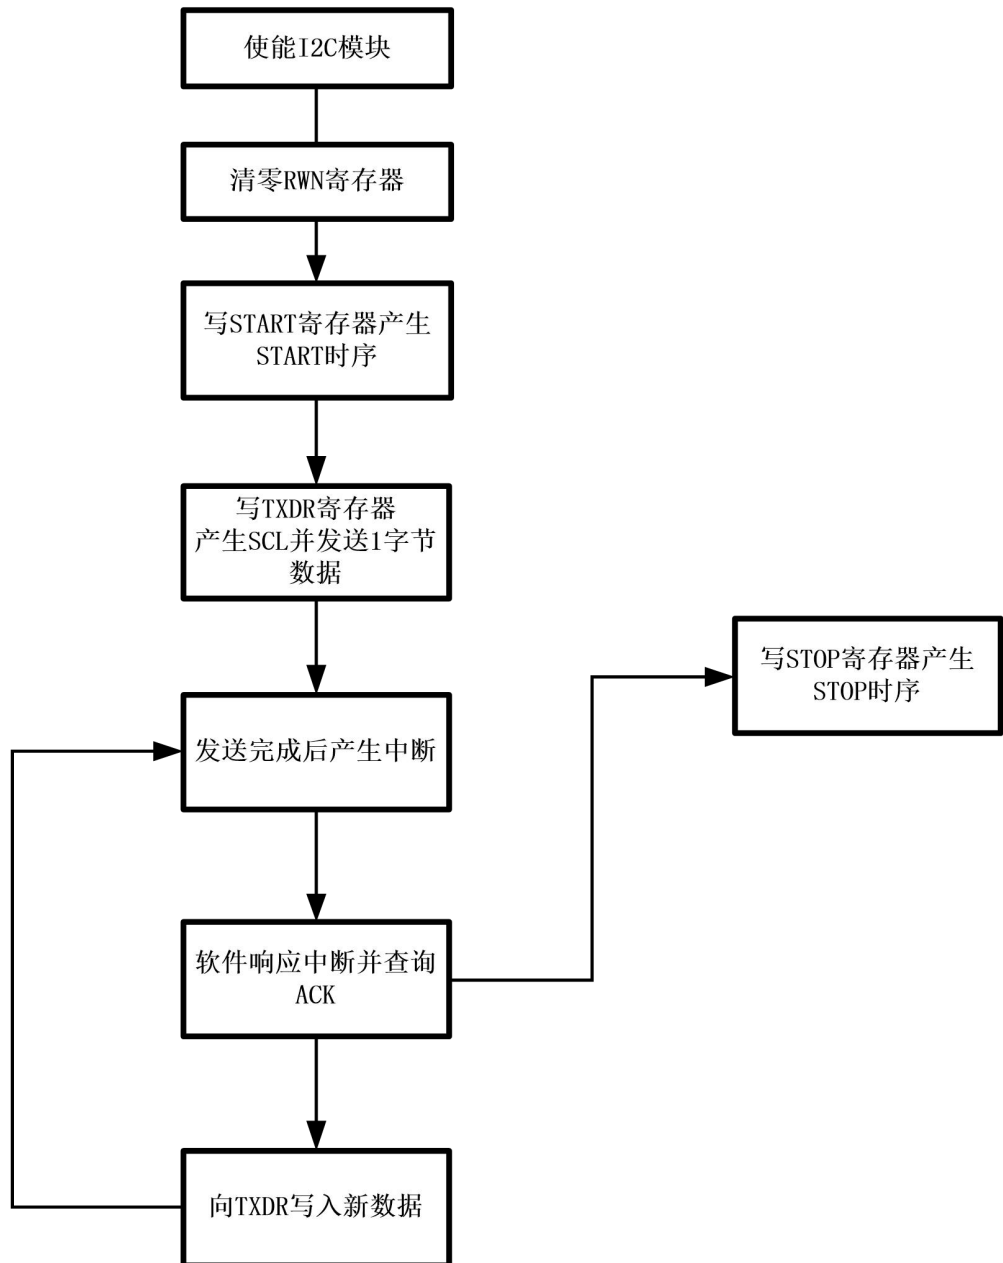 使能I2C模块
清零RWN寄存器
写START寄存器产生
START时序
写TXDR寄存器
产生SCL并发送1字节
数据
写STOP寄存器产生
STOP时序
发送完成后产生中断
软件响应中断并查询
ACK
向TXDR写入新数据